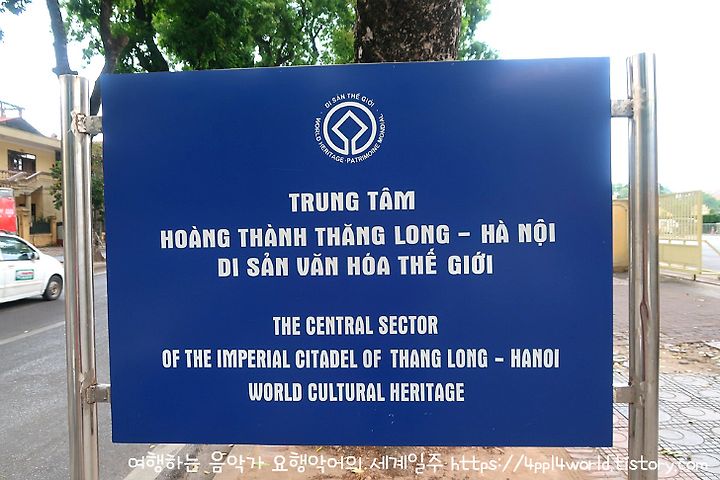 DI SẢN THẾ GIỚI
WORLD HERITAGE · PATRIMOINE MONDIAL
TRUNG TÂM
HOÀNG THÀNH THĂNG LONG – HÀ NỘI
DI SẢN VĂN HÓA THẾ GIỚI
THE CENTRAL SECTOR
OF THE IMPERIAL CITADEL OF THANG LONG – HANOI
WORLD CULTURAL HERITAGE
여행하는 음악가 요행악어의 세계일주 https://4ppl4world.tistory.com